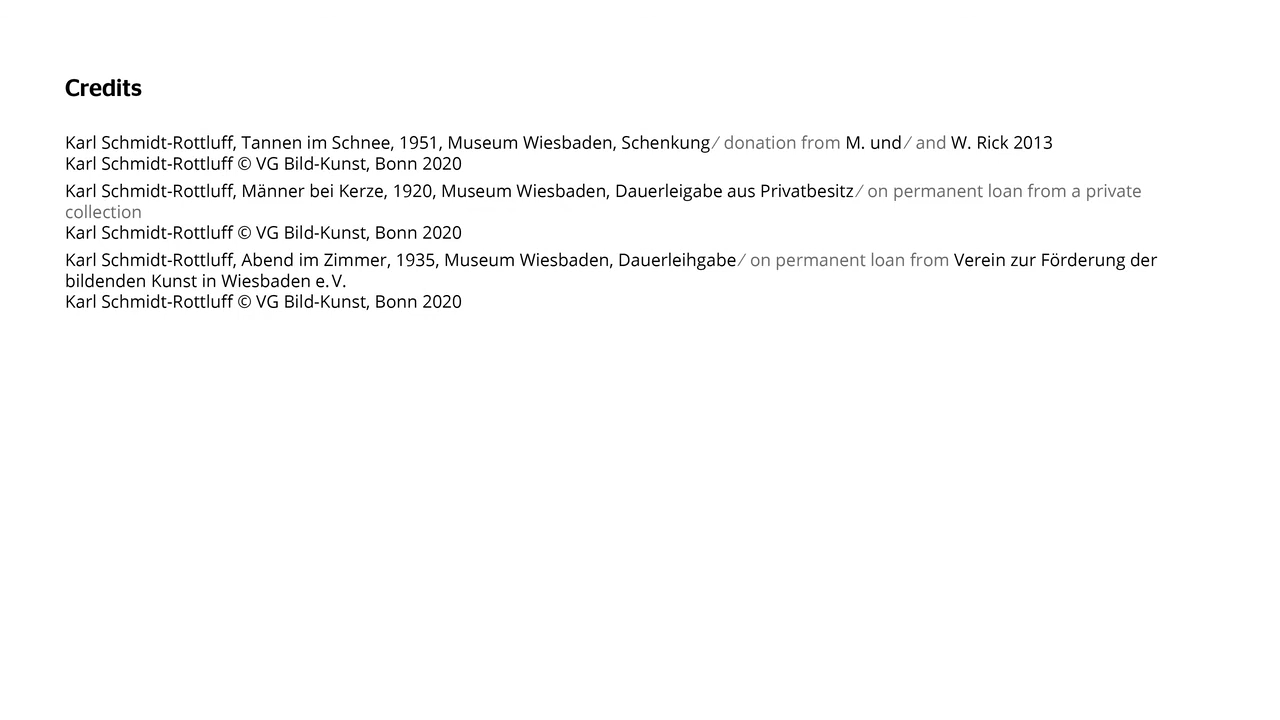 Credits
Karl Schmidt-Rottluff, Tannen im Schnee, 1951, Museum Wiesbaden, Schenkung ∕ donation from M. und ∕ and W. Rick 2013
Karl Schmidt-Rottluff © VG Bild-Kunst, Bonn 2020
Karl Schmidt-Rottluff, Männer bei Kerze, 1920, Museum Wiesbaden, Dauerleigabe aus Privatbesitz ∕ on permanent loan from a private
collection
Karl Schmidt-Rottluff © VG Bild-Kunst, Bonn 2020
Karl Schmidt-Rottluff, Abend im Zimmer, 1935, Museum Wiesbaden, Dauerleihgabe ∕ on permanent loan from Verein zur Förderung der
bildenden Kunst in Wiesbaden e. V.
Karl Schmidt-Rottluff © VG Bild-Kunst, Bonn 2020